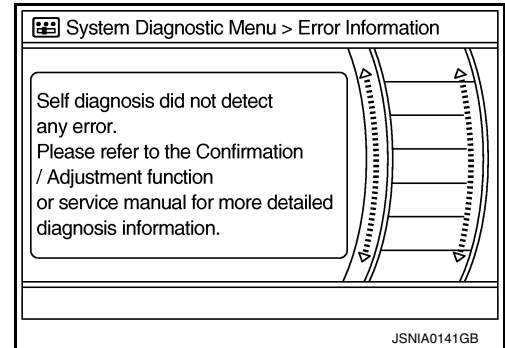 System Diagnostic Menu > Error Information
Self diagnosis did not detect
any error.
Please refer to the Confirmation
/ Adjustment function
or service manual for more detailed
diagnosis information.
JSNIA0141GB